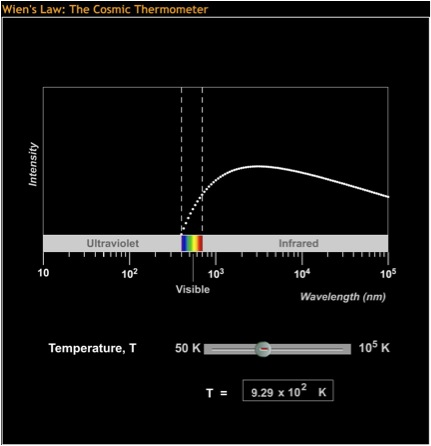 Wien's Law: The Cosmic Thermometer
Intensity
Ultraviolet
Infrared
10 10² 10³ 10⁴ 10⁵
Visible
Wavelength (nm)
Temperature, T 50 K 10⁵ K
T = 9.29 x 10² K